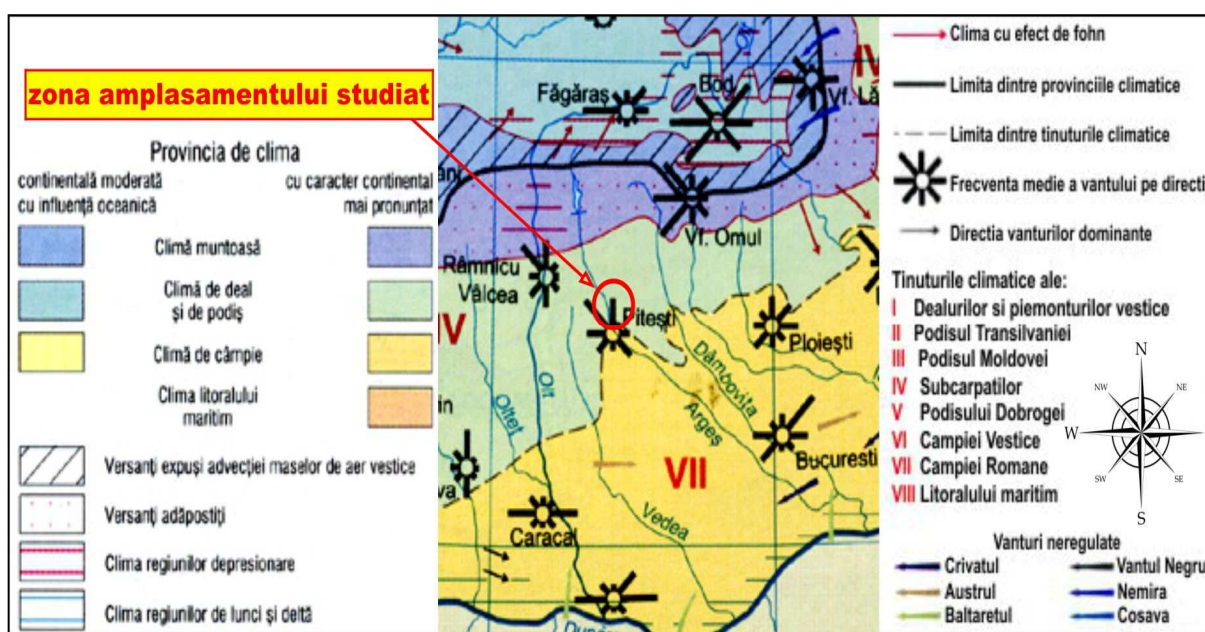 zona amplasamentului studiat
Provincia de clima
continentală moderată
cu influență oceanică
cu caracter continental
mai pronunțat
Climă muntoasă
Climă de deal
și de podiș
Climă de câmpie
Clima litoralului
maritim
Versanți expuși advecției maselor de aer vestice
Versanți adăpostiți
Clima regiunilor depresionare
Clima regiunilor de lunci și deltă
Făgăraș
Bod
Vf. Lă
IV
Olt
Vf. Omul
Râmnicu
Vâlcea
IV
Pitești
Ploiești
Dâmbovița
Argeș
Olteț
Olt
București
VII
Vedea
Caracal
Clima cu efect de fohn
Limita dintre provinciile climatice
Limita dintre tinuturile climatice
Frecventa medie a vantului pe directi
Directia vanturilor dominante
Tinuturile climatice ale:
I Dealurilor si piemonturilor vestice
II Podisul Transilvaniei
III Podisul Moldovei
IV Subcarpatilor
V Podisului Dobrogei
VI Campiei Vestice
VII Campiei Romane
VIII Litoralului maritim
N
NW
NE
W
E
SW
SE
S
Vanturi neregulate
Crivatul
Austrul
Baltaretul
Vantul Negru
Nemira
Cosava